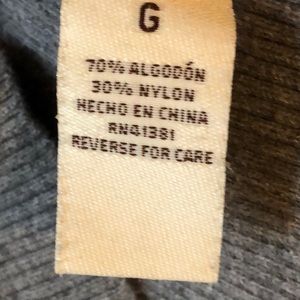 G
70% ALGODÓN
30% NYLON
HECHO EN CHINA
RN41381
REVERSE FOR CARE